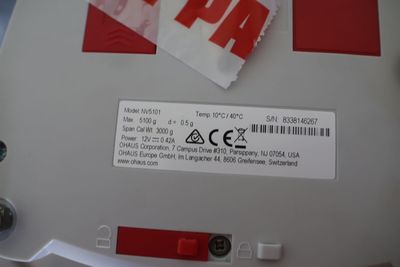 PA
Model: NV5101
Temp 10°C / 40°C
S/N: 8338146267
Max 5100 g d= 0.5 g
Span Cal Wt: 3000 g
Power: 12V⎓ 0.42A
OHAUS Corporation, 7 Campus Drive #310, Parsippany, NJ 07054, USA
OHAUS Europe GmbH, Im Langacher 44, 8606 Greifensee, Switzerland
www.ohaus.com